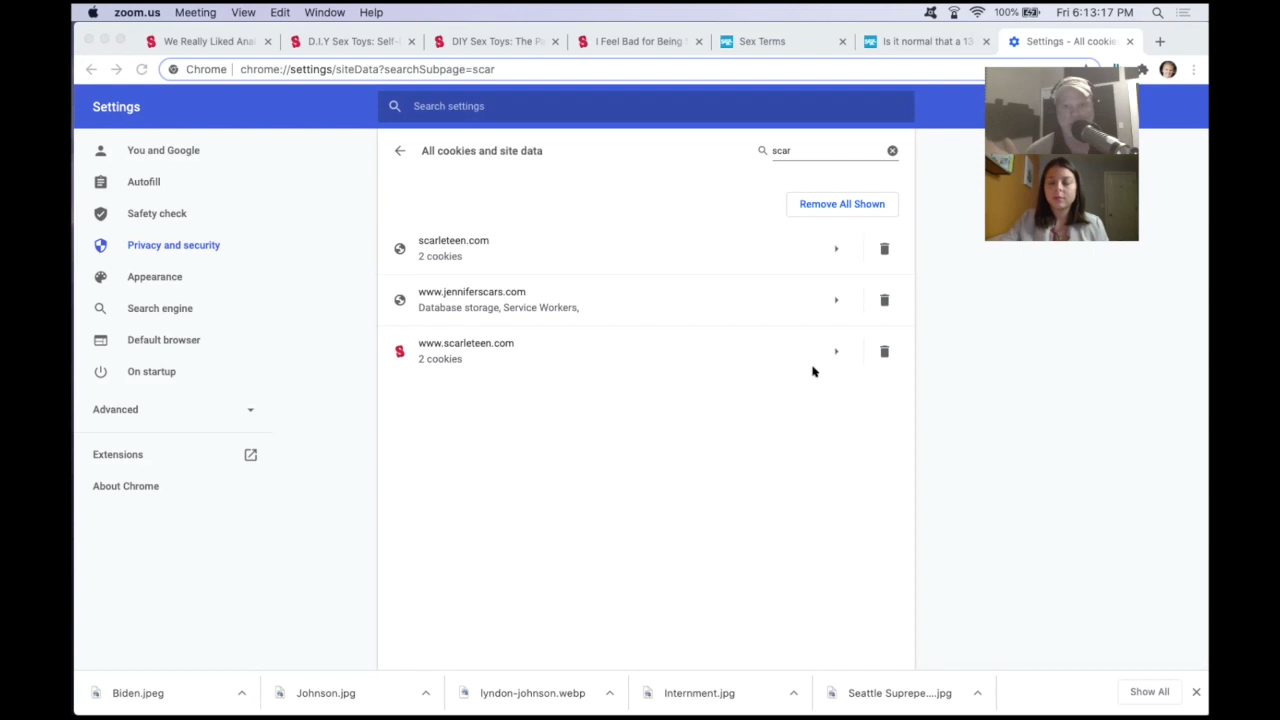 zoom.us Meeting View Edit Window Help 100% Fri 6:13:17 PM
We Really Liked Anal D.I.Y Sex Toys: Self- DIY Sex Toys: The Pa I Feel Bad for Being Sex Terms Is it normal that a 13 Settings - All cookie
Chrome chrome://settings/siteData?searchSubpage=scar
Settings Search settings
You and Google
Autofill
Safety check
Privacy and security
Appearance
Search engine
Default browser
On startup
Advanced
Extensions
About Chrome
All cookies and site data scar
Remove All Shown
scarleteen.com
2 cookies
www.jenniferscars.com
Database storage, Service Workers,
www.scarleteen.com
2 cookies
Biden.jpeg Johnson.jpg lyndon-johnson.webp Internment.jpg Seattle Suprepe....jpg Show All